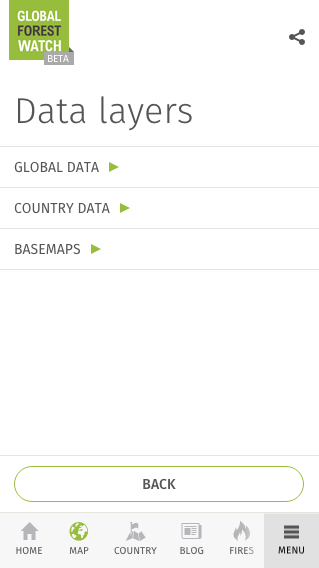 GLOBAL
FOREST
WATCH
BETA
Data layers
GLOBAL DATA
COUNTRY DATA
BASEMAPS
BACK
HOME MAP COUNTRY BLOG FIRES MENU